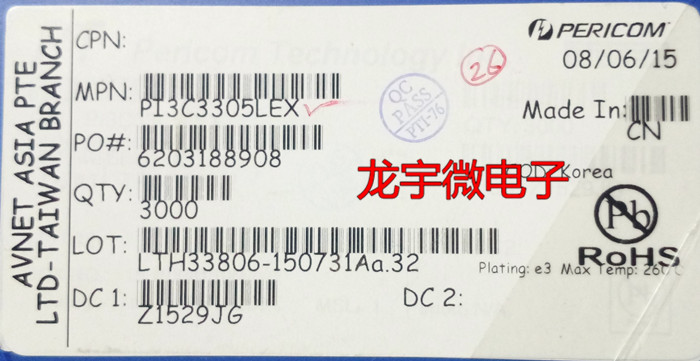 AVNET ASIA PTE
LTD-TAIWAN BRANCH
CPN:
PERICOM
08/06/15
26
MPN:
PI3C3305LEX
QC
PASS
PTI-76
Made In:
CN
PO#:
6203188908
Korea
龙宇微电子
QTY:
3000
Pb
RoHS
LOT:
LTH33806-150731Aa.32
Plating: e3 Max Temp: 260/C
DC 1:
Z1529JG
DC 2: